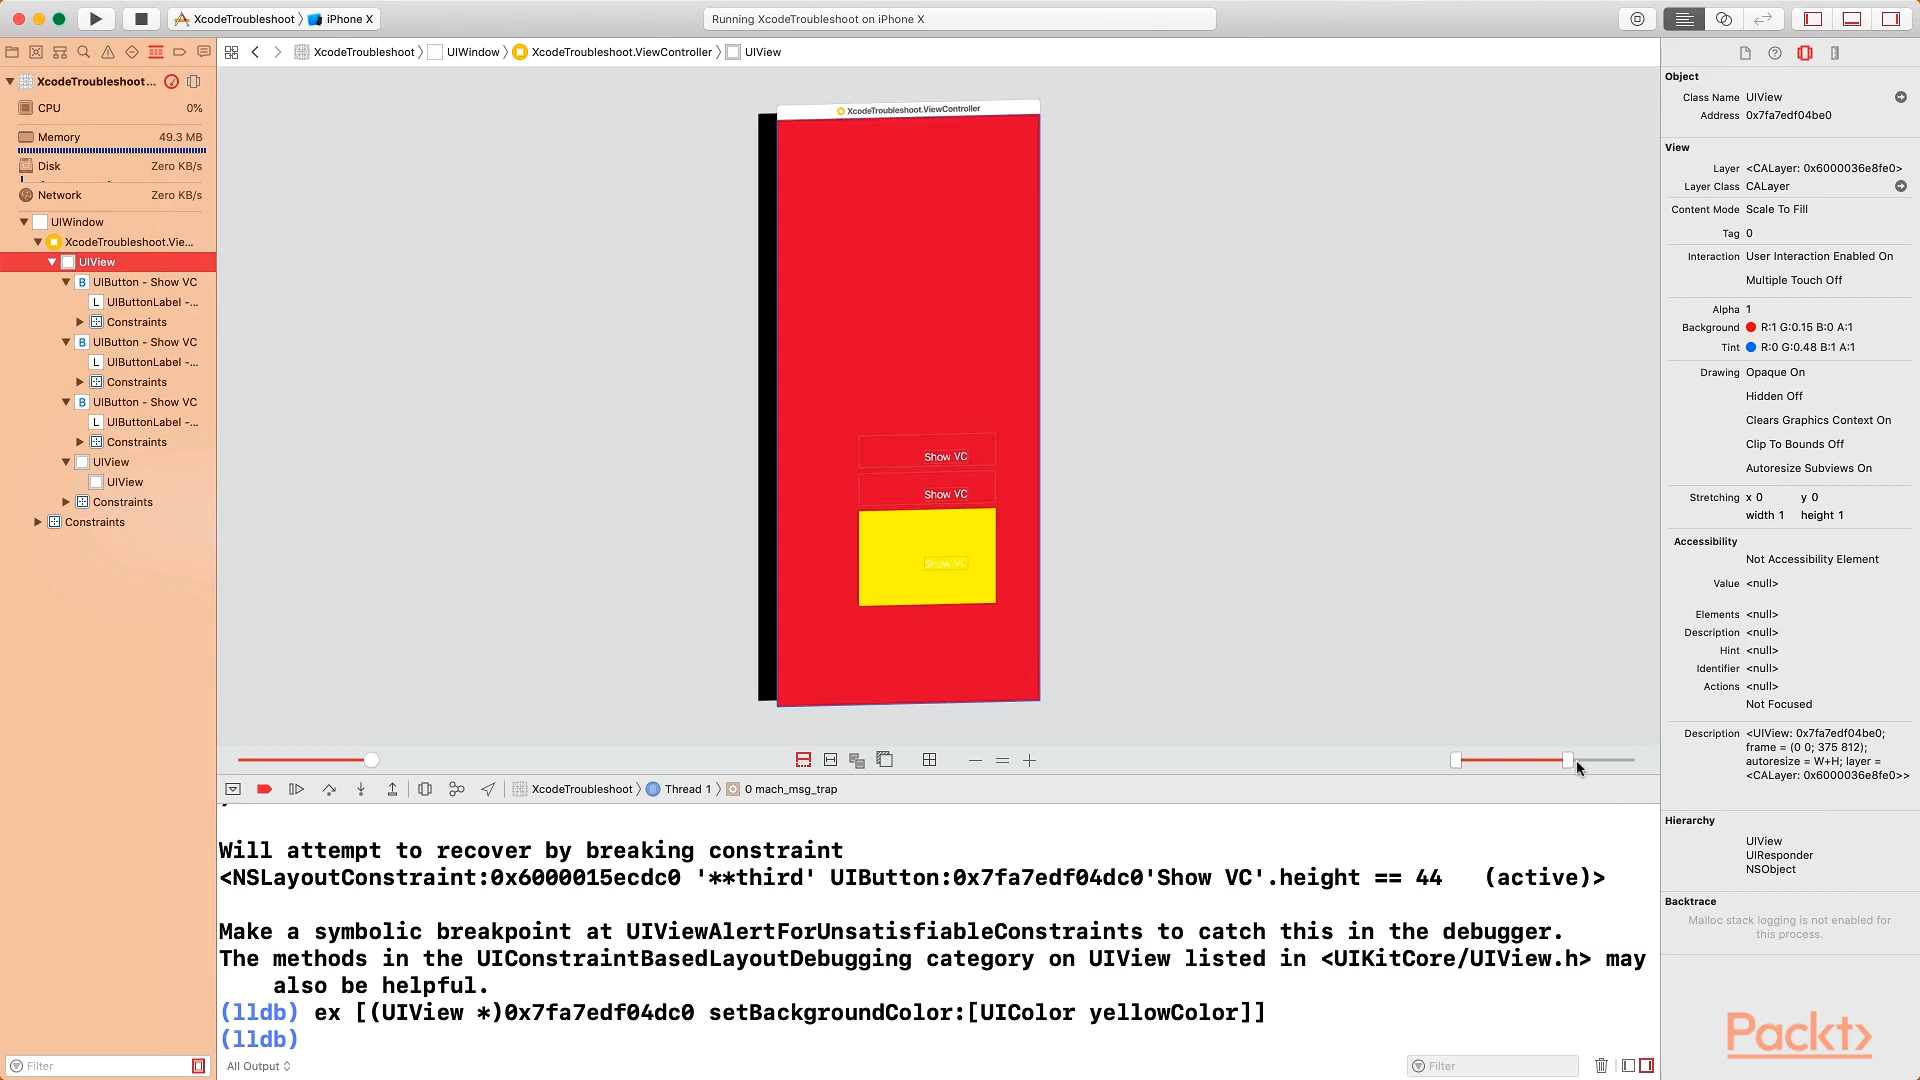 XcodeTroubleshoot
iPhone X
Running XcodeTroubleshoot on iPhone X
XcodeTroubleshoot
UIWindow
XcodeTroubleshoot.ViewController
UIView
XcodeTroubleshoot...
CPU 0%
Memory 49.3 MB
Disk Zero KB/s
Network Zero KB/s
UIWindow
XcodeTroubleshoot.Vie...
UIView
B UIButton - Show VC
L UIButtonLabel -...
Constraints
B UIButton - Show VC
L UIButtonLabel -...
Constraints
B UIButton - Show VC
L UIButtonLabel -...
Constraints
UIView
UIView
Constraints
Constraints
Filter
XcodeTroubleshoot.ViewController
Show VC
Show VC
Show VC
XcodeTroubleshoot
Thread 1
0 mach_msg_trap
Will attempt to recover by breaking constraint
<NSLayoutConstraint:0x6000015ecdc0 '**third' UIButton:0x7fa7edf04dc0'Show VC'.height == 44 (active)>
Make a symbolic breakpoint at UIViewAlertForUnsatisfiableConstraints to catch this in the debugger.
The methods in the UIConstraintBasedLayoutDebugging category on UIView listed in <UIKitCore/UIView.h> may
also be helpful.
(lldb) ex [(UIView *)0x7fa7edf04dc0 setBackgroundColor:[UIColor yellowColor]]
(lldb)
All Output
Filter
Object
Class Name UIView
Address 0x7fa7edf04be0
View
Layer <CALayer: 0x6000036e8fe0>
Layer Class CALayer
Content Mode Scale To Fill
Tag 0
Interaction User Interaction Enabled On
Multiple Touch Off
Alpha 1
Background R:1 G:0.15 B:0 A:1
Tint R:0 G:0.48 B:1 A:1
Drawing Opaque On
Hidden Off
Clears Graphics Context On
Clip To Bounds Off
Autoresize Subviews On
Stretching x 0 y 0
width 1 height 1
Accessibility
Not Accessibility Element
Value <null>
Elements <null>
Description <null>
Hint <null>
Identifier <null>
Actions <null>
Not Focused
Description <UIView: 0x7fa7edf04be0;
frame = (0 0; 375 812);
autoresize = W+H; layer =
<CALayer: 0x6000036e8fe0>>
Hierarchy
UIView
UIResponder
NSObject
Backtrace
Malloc stack logging is not enabled for
this process.
Packt>